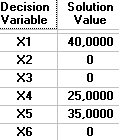 Decision Solution
Variable Value
X1 40,0000
X2 0
X3 0
X4 25,0000
X5 35,0000
X6 0